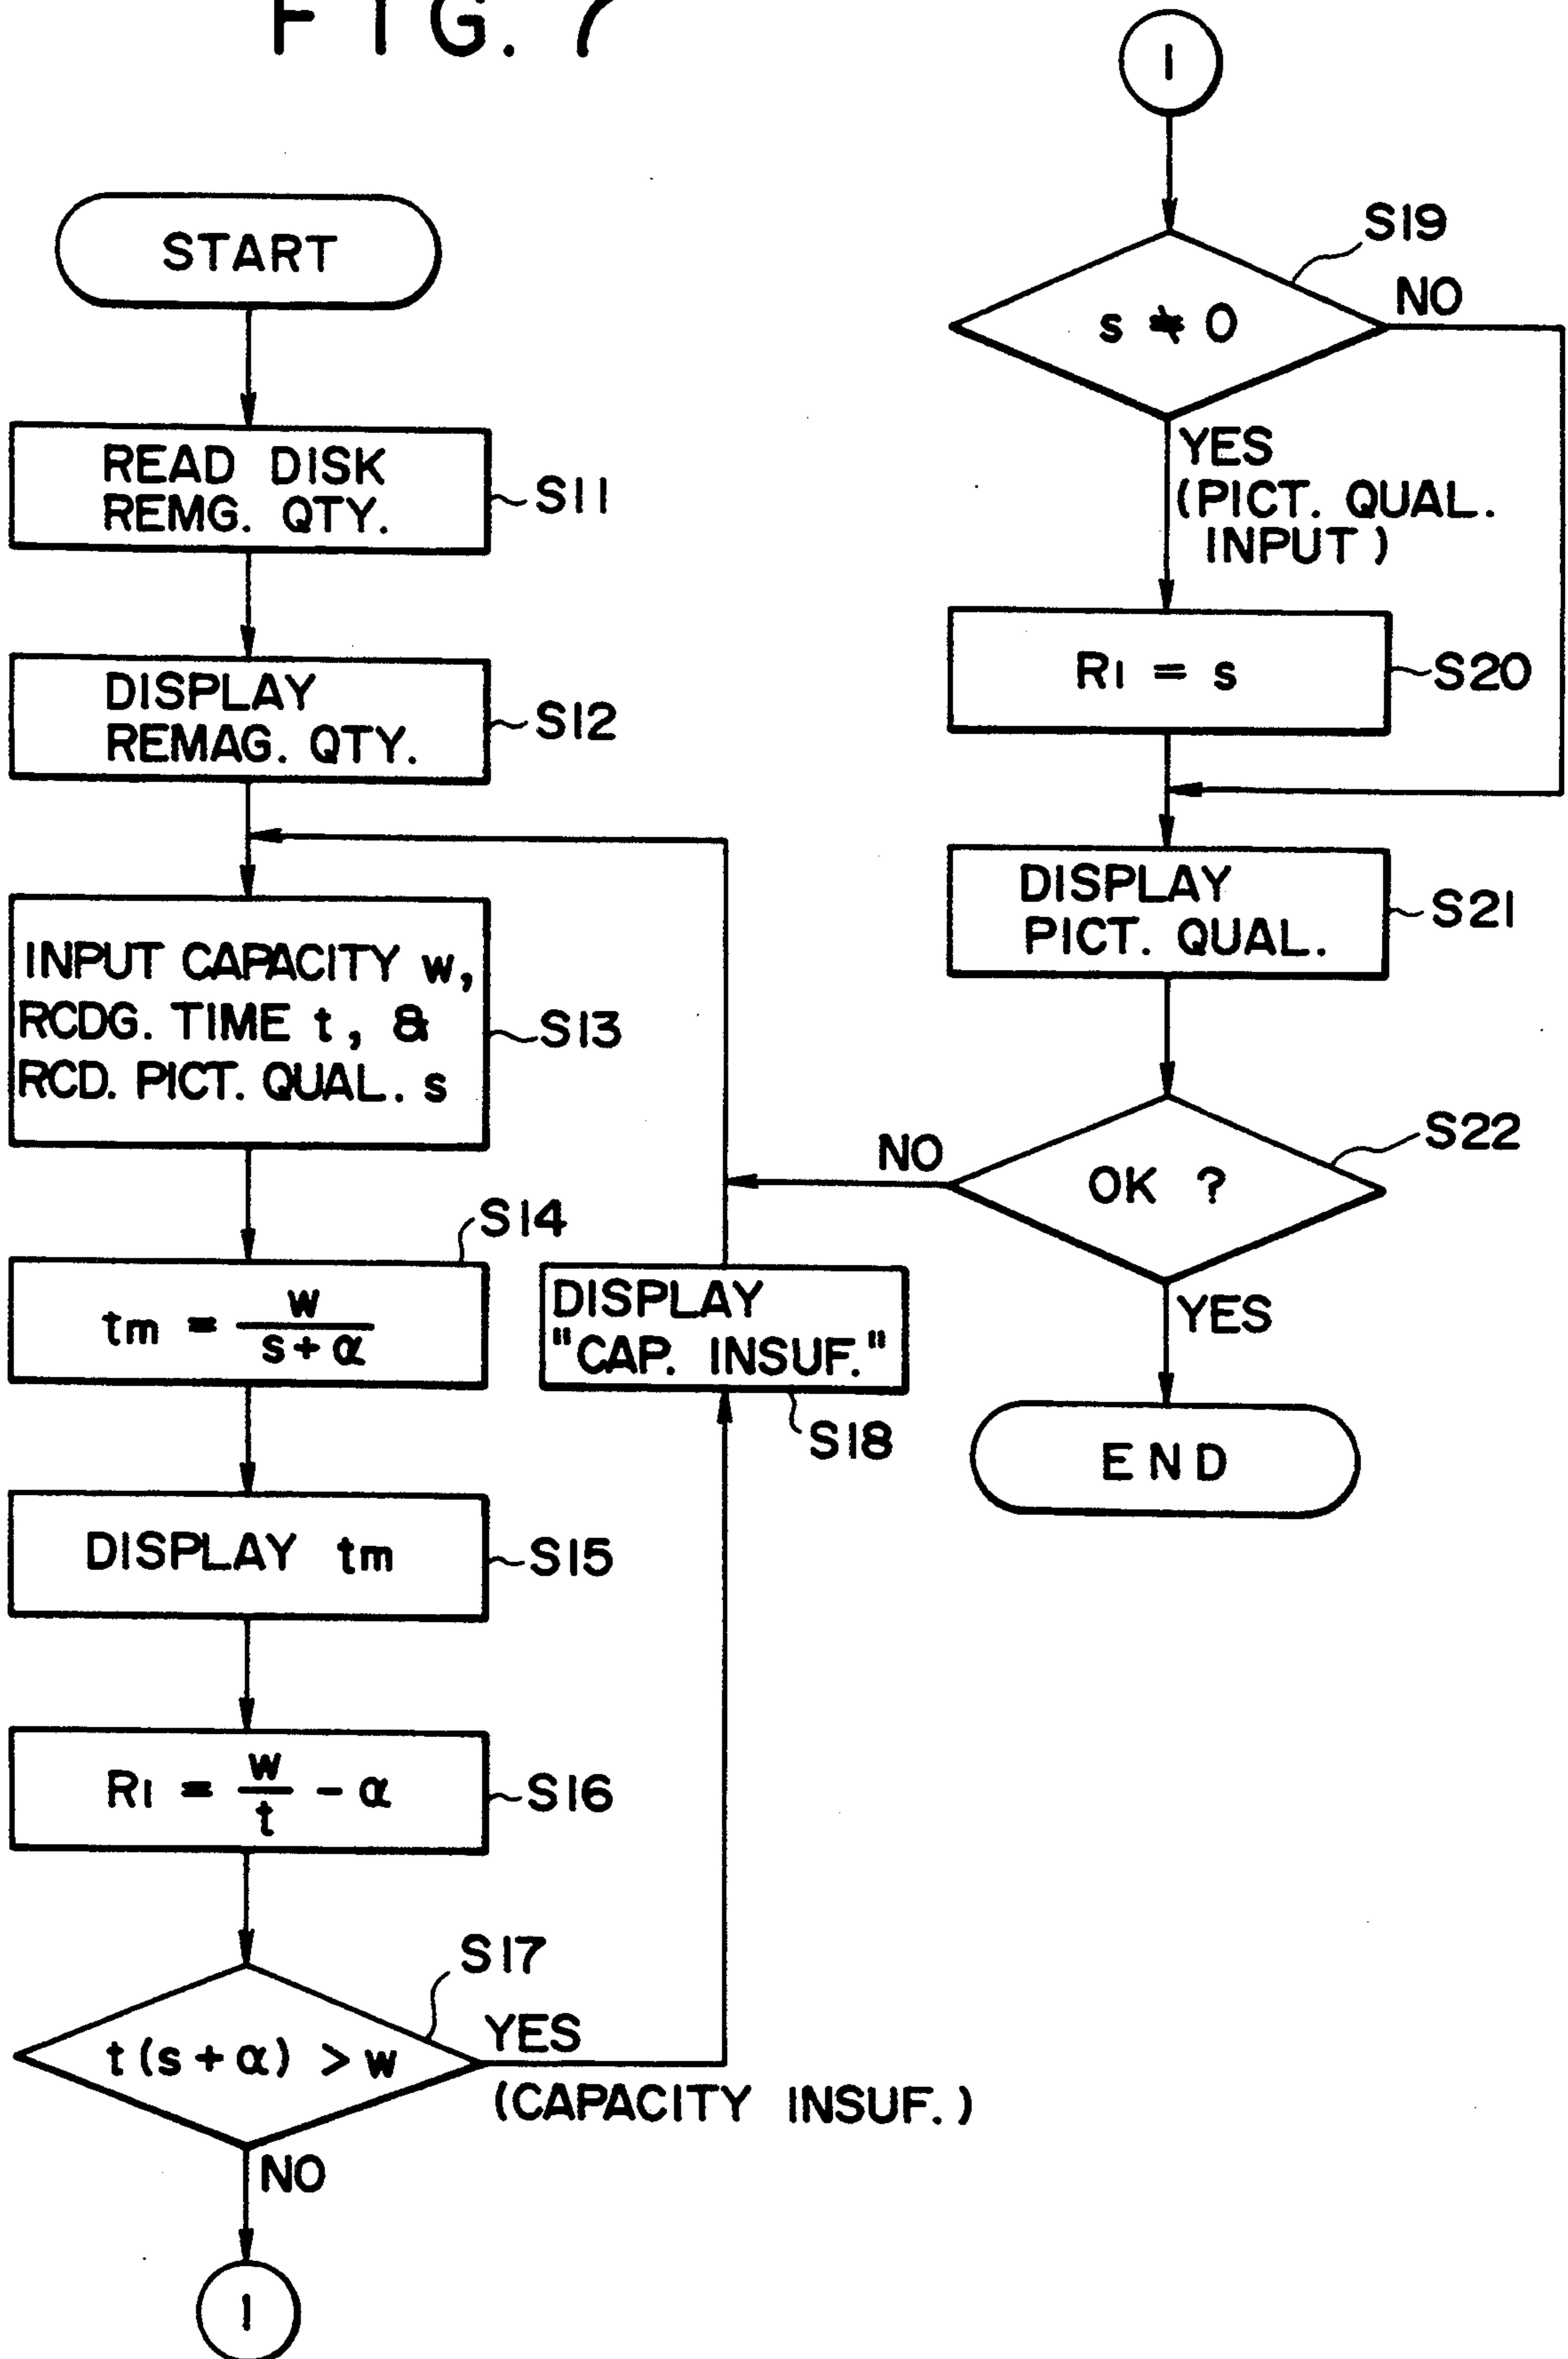 FIG. 7
START
READ DISK
REMG. QTY.
S11
DISPLAY
REMAG. QTY.
S12
INPUT CAPACITY w,
RCDG. TIME t, &
RCD. PICT. QUAL. s
S13
S14
tm = w / s + α
DISPLAY tm
S15
R1 = w / t - α
S16
S17
t (s + α) > w
YES
(CAPACITY INSUF.)
NO
1
DISPLAY
"CAP. INSUF."
S18
1
S19
s ≠ 0
NO
YES
(PICT. QUAL.
INPUT)
R1 = s
S20
DISPLAY
PICT. QUAL.
S21
S22
OK ?
NO
YES
END